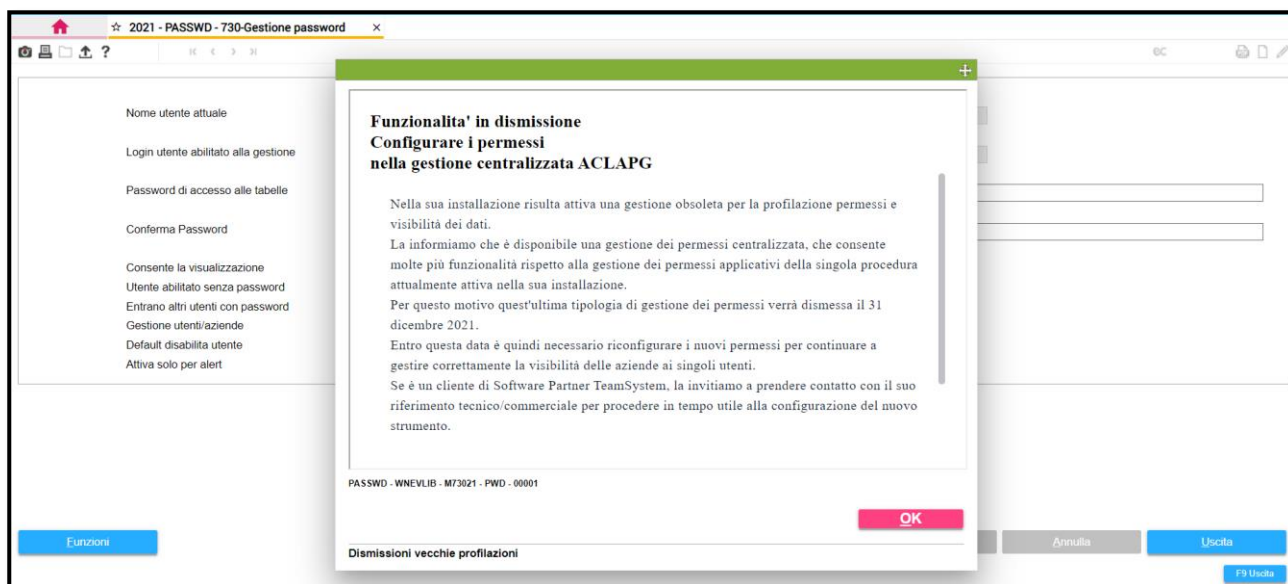 ☆ 2021 - PASSWD - 730-Gestione password ×
?
Nome utente attuale
Login utente abilitato alla gestione
Password di accesso alle tabelle
Conferma Password
Consente la visualizzazione
Utente abilitato senza password
Entrano altri utenti con password
Gestione utenti/aziende
Default disabilita utente
Attiva solo per alert
Funzionalita' in dismissione
Configurare i permessi
nella gestione centralizzata ACLAPG
Nella sua installazione risulta attiva una gestione obsoleta per la profilazione permessi e
visibilità dei dati.
La informiamo che è disponibile una gestione dei permessi centralizzata, che consente
molte più funzionalità rispetto alla gestione dei permessi applicativi della singola procedura
attualmente attiva nella sua installazione.
Per questo motivo quest'ultima tipologia di gestione dei permessi verrà dismessa il 31
dicembre 2021.
Entro questa data è quindi necessario riconfigurare i nuovi permessi per continuare a
gestire correttamente la visibilità delle aziende ai singoli utenti.
Se è un cliente di Software Partner TeamSystem, la invitiamo a prendere contatto con il suo
riferimento tecnico/commerciale per procedere in tempo utile alla configurazione del nuovo
strumento.
PASSWD - WNEVLIB - M73021 - PWD - 00001
OK
Dismissioni vecchie profilazioni
Funzioni
Annulla
Uscita
F9 Uscita